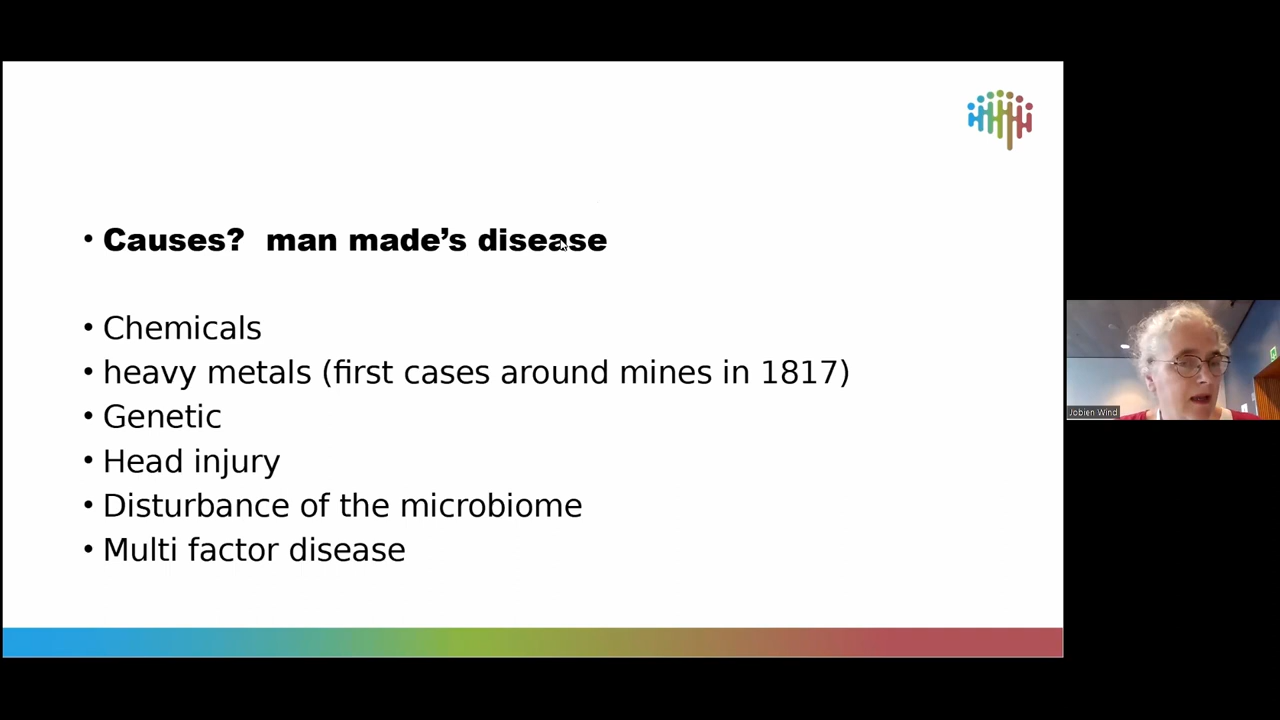 • Causes?  man made’s disease
• Chemicals
• heavy metals (first cases around mines in 1817)
• Genetic
• Head injury
• Disturbance of the microbiome
• Multi factor disease
Jobien Wind